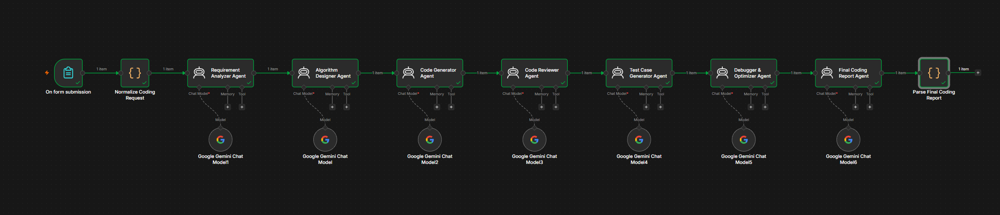 1 item
1 item
1 item
1 item
1 item
1 item
1 item
1 item
1 item
1 item
Requirement
Analyzer Agent
Algorithm
Designer Agent
Code Generator
Agent
Code Reviewer
Agent
Test Case
Generator Agent
Debugger &
Optimizer Agent
Final Coding
Report Agent
On form submission
Normalize Coding
Request
Parse Final Coding
Report
Chat Model*
Memory
Tool
Chat Model*
Memory
Tool
Chat Model*
Memory
Tool
Chat Model*
Memory
Tool
Chat Model*
Memory
Tool
Chat Model*
Memory
Tool
Chat Model*
Memory
Tool
Model
Model
Model
Model
Model
Model
Model
Google Gemini Chat
Model1
Google Gemini Chat
Model
Google Gemini Chat
Model2
Google Gemini Chat
Model3
Google Gemini Chat
Model4
Google Gemini Chat
Model5
Google Gemini Chat
Model6